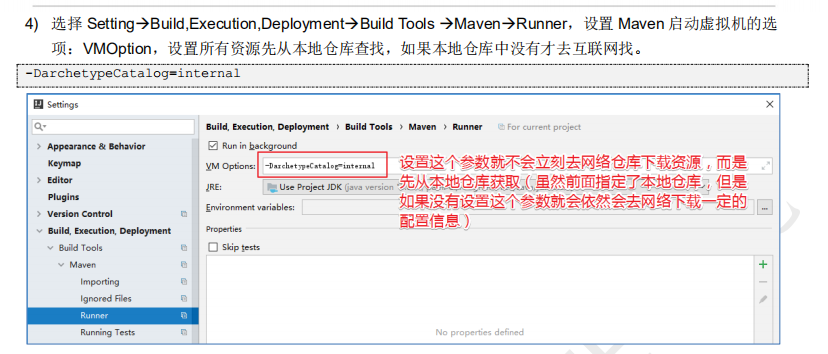 4) 选择 Setting→Build,Execution,Deployment→Build Tools →Maven→Runner，设置 Maven 启动虚拟机的选
项：VMOption，设置所有资源先从本地仓库查找，如果本地仓库中没有才去互联网找。
-DarchetypeCatalog=internal
Settings
Build, Execution, Deployment › Build Tools › Maven › Runner For current project
Appearance & Behavior
Keymap
Editor
Plugins
Version Control
Build, Execution, Deployment
Build Tools
Maven
Importing
Ignored Files
Runner
Running Tests
Run in background
VM Options: -DarchetypeCatalog=internal
JRE: Use Project JDK (java version
Environment variables: ...
Properties
Skip tests
No properties defined
设置这个参数就不会立刻去网络仓库下载资源，而是
先从本地仓库获取（虽然前面指定了本地仓库，但是
如果没有设置这个参数就会依然会去网络下载一定的
配置信息）